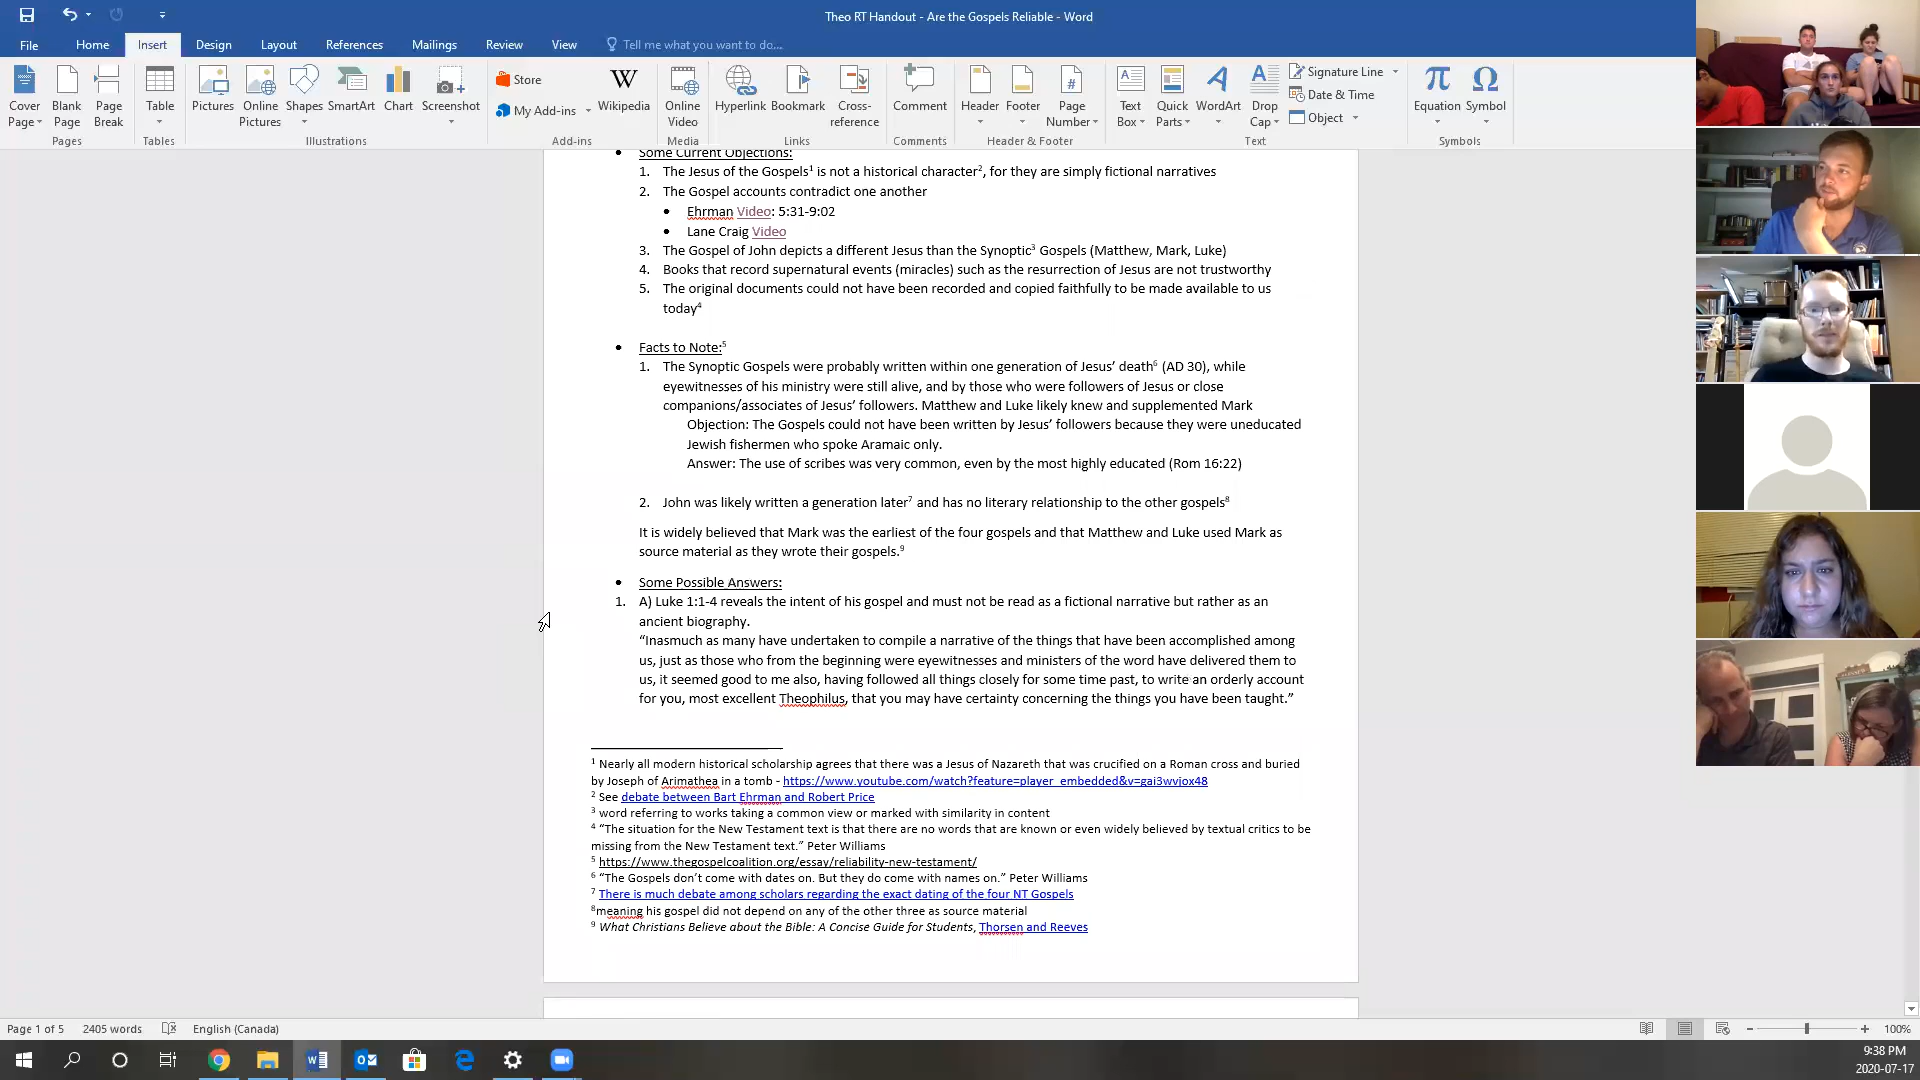 Theo RT Handout - Are the Gospels Reliable - Word
File Home Insert Design Layout References Mailings Review View Tell me what you want to do...
Cover Page
Blank Page
Page Break
Table
Pictures
Online Pictures
Shapes
SmartArt
Chart
Screenshot
Store
My Add-ins
W
Wikipedia
Online Video
Hyperlink
Bookmark
Cross-reference
Comment
Header
Footer
Page Number
Text Box
Quick Parts
WordArt
Drop Cap
Signature Line
Date & Time
Object
Equation
Symbol
Pages Tables Illustrations Add-ins Media Links Comments Header & Footer Text Symbols
• Some Current Objections:
1. The Jesus of the Gospels¹ is not a historical character², for they are simply fictional narratives
2. The Gospel accounts contradict one another
• Ehrman Video: 5:31-9:02
• Lane Craig Video
3. The Gospel of John depicts a different Jesus than the Synoptic³ Gospels (Matthew, Mark, Luke)
4. Books that record supernatural events (miracles) such as the resurrection of Jesus are not trustworthy
5. The original documents could not have been recorded and copied faithfully to be made available to us
today⁴
• Facts to Note:⁵
1. The Synoptic Gospels were probably written within one generation of Jesus’ death⁶ (AD 30), while
eyewitnesses of his ministry were still alive, and by those who were followers of Jesus or close
companions/associates of Jesus’ followers. Matthew and Luke likely knew and supplemented Mark
Objection: The Gospels could not have been written by Jesus’ followers because they were uneducated
Jewish fishermen who spoke Aramaic only.
Answer: The use of scribes was very common, even by the most highly educated (Rom 16:22)
2. John was likely written a generation later⁷ and has no literary relationship to the other gospels⁸
It is widely believed that Mark was the earliest of the four gospels and that Matthew and Luke used Mark as
source material as they wrote their gospels.⁹
• Some Possible Answers:
1. A) Luke 1:1-4 reveals the intent of his gospel and must not be read as a fictional narrative but rather as an
ancient biography.
“Inasmuch as many have undertaken to compile a narrative of the things that have been accomplished among
us, just as those who from the beginning were eyewitnesses and ministers of the word have delivered them to
us, it seemed good to me also, having followed all things closely for some time past, to write an orderly account
for you, most excellent Theophilus, that you may have certainty concerning the things you have been taught.”
¹ Nearly all modern historical scholarship agrees that there was a Jesus of Nazareth that was crucified on a Roman cross and buried
by Joseph of Arimathea in a tomb - https://www.youtube.com/watch?feature=player_embedded&v=gai3wvjox48
² See debate between Bart Ehrman and Robert Price
³ word referring to works taking a common view or marked with similarity in content
⁴ “The situation for the New Testament text is that there are no words that are known or even widely believed by textual critics to be
missing from the New Testament text.” Peter Williams
⁵ https://www.thegospelcoalition.org/essay/reliability-new-testament/
⁶ “The Gospels don’t come with dates on. But they do come with names on.” Peter Williams
⁷ There is much debate among scholars regarding the exact dating of the four NT Gospels
⁸meaning his gospel did not depend on any of the other three as source material
⁹ What Christians Believe about the Bible: A Concise Guide for Students, Thorsen and Reeves
Page 1 of 5 2405 words English (Canada) 100%
9:38 PM
2020-07-17